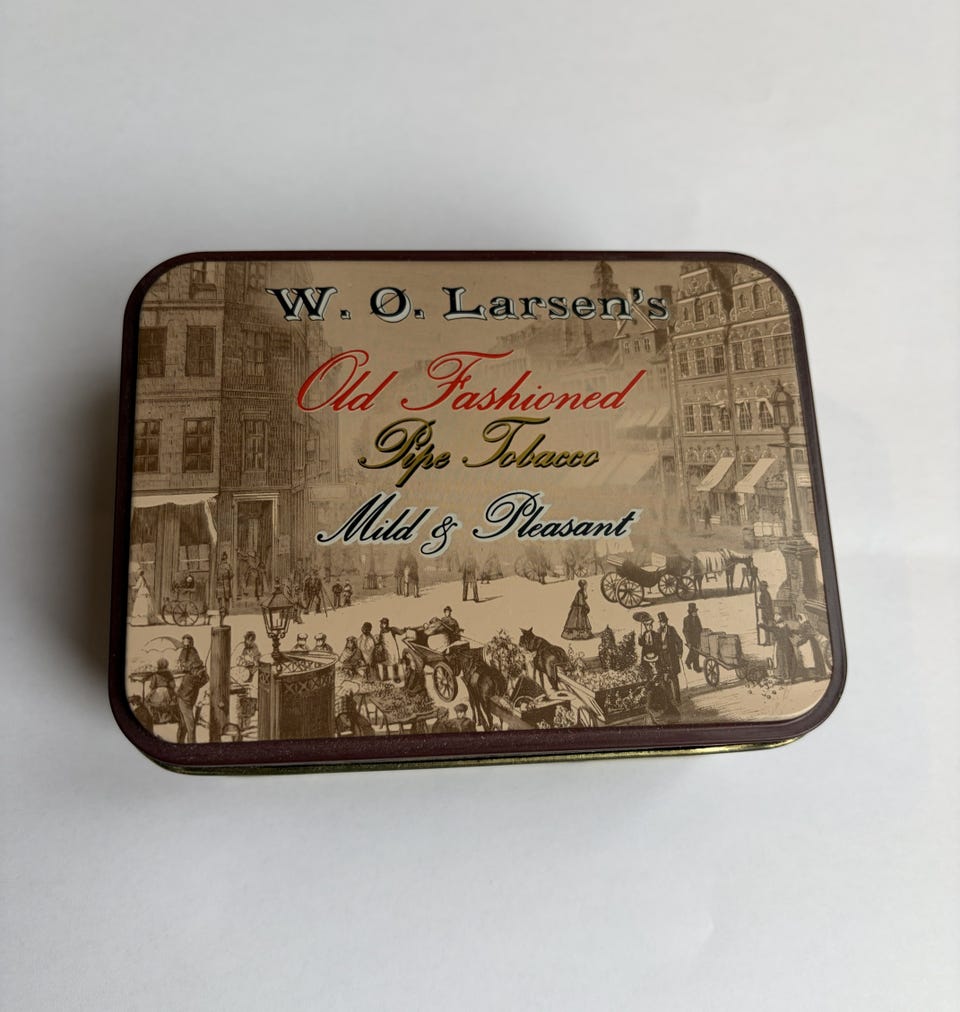 W. Ø. Larsen's
Old Fashioned
Pipe Tobacco
Mild & Pleasant